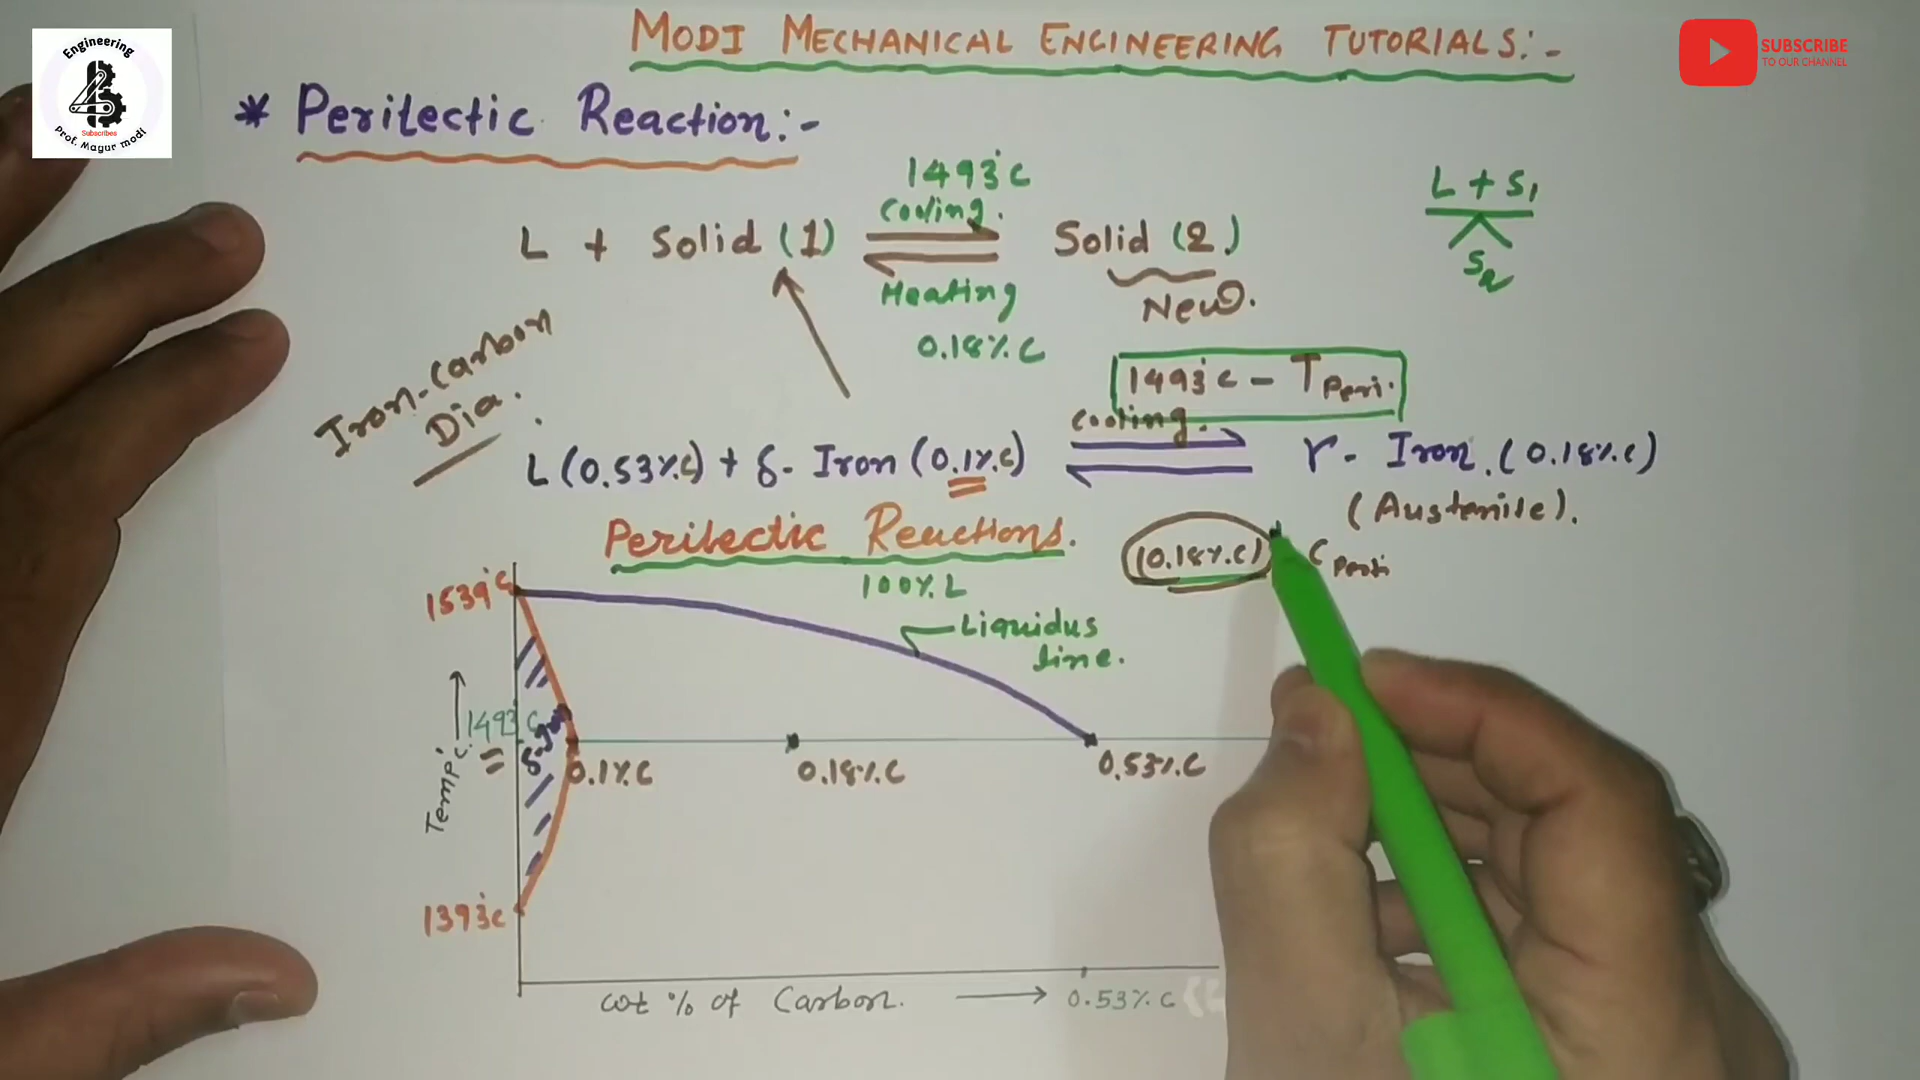 MODI MECHANICAL ENGINEERING TUTORIALS:-
Engineering
Subscribes
Prof. Mayur modi
SUBSCRIBE
TO OUR CHANNEL
* Peritectic Reaction:-
1493°C
Cooling.
L + Solid (1) Solid (2)
Heating
New.
0.18%C
L + S1
S2
Iron-Carbon
Dia.
1493°C - TPeri.
Cooling.
L (0.53%C) + δ- Iron (0.1%C) γ- Iron. (0.18%C)
(Austenite).
Peritectic Reactions.
(0.18%C) CPeri
100%L
1539°C
Liquidus
line.
1493°C
δ-Iron
0.1%C 0.18%C 0.53%C
Temp°C
1393°C
wt % of Carbon. → 0.53%C